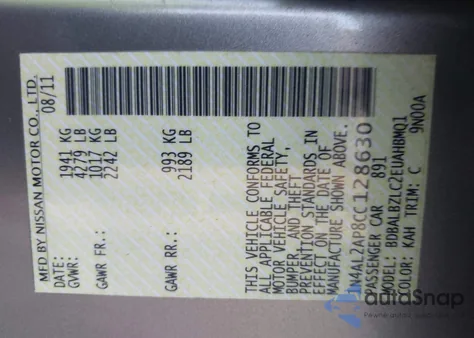 MFD BY NISSAN MOTOR CO., LTD.
DATE: 08/11
GVWR: 1941 KG
4279 LB
GAWR FR.: 1017 KG
2242 LB
GAWR RR.: 993 KG
2189 LB
THIS VEHICLE CONFORMS TO
ALL APPLICABLE FEDERAL
MOTOR VEHICLE SAFETY,
BUMPER, AND THEFT
PREVENTION STANDARDS IN
EFFECT ON THE DATE OF
MANUFACTURE SHOWN ABOVE.
1N4AL2AP8CC128630
PASSENGER CAR 891
MODEL: BDBALBZLC2EUAHBMQ1
COLOR: KAH TRIM: C 9N00A
autoSnap